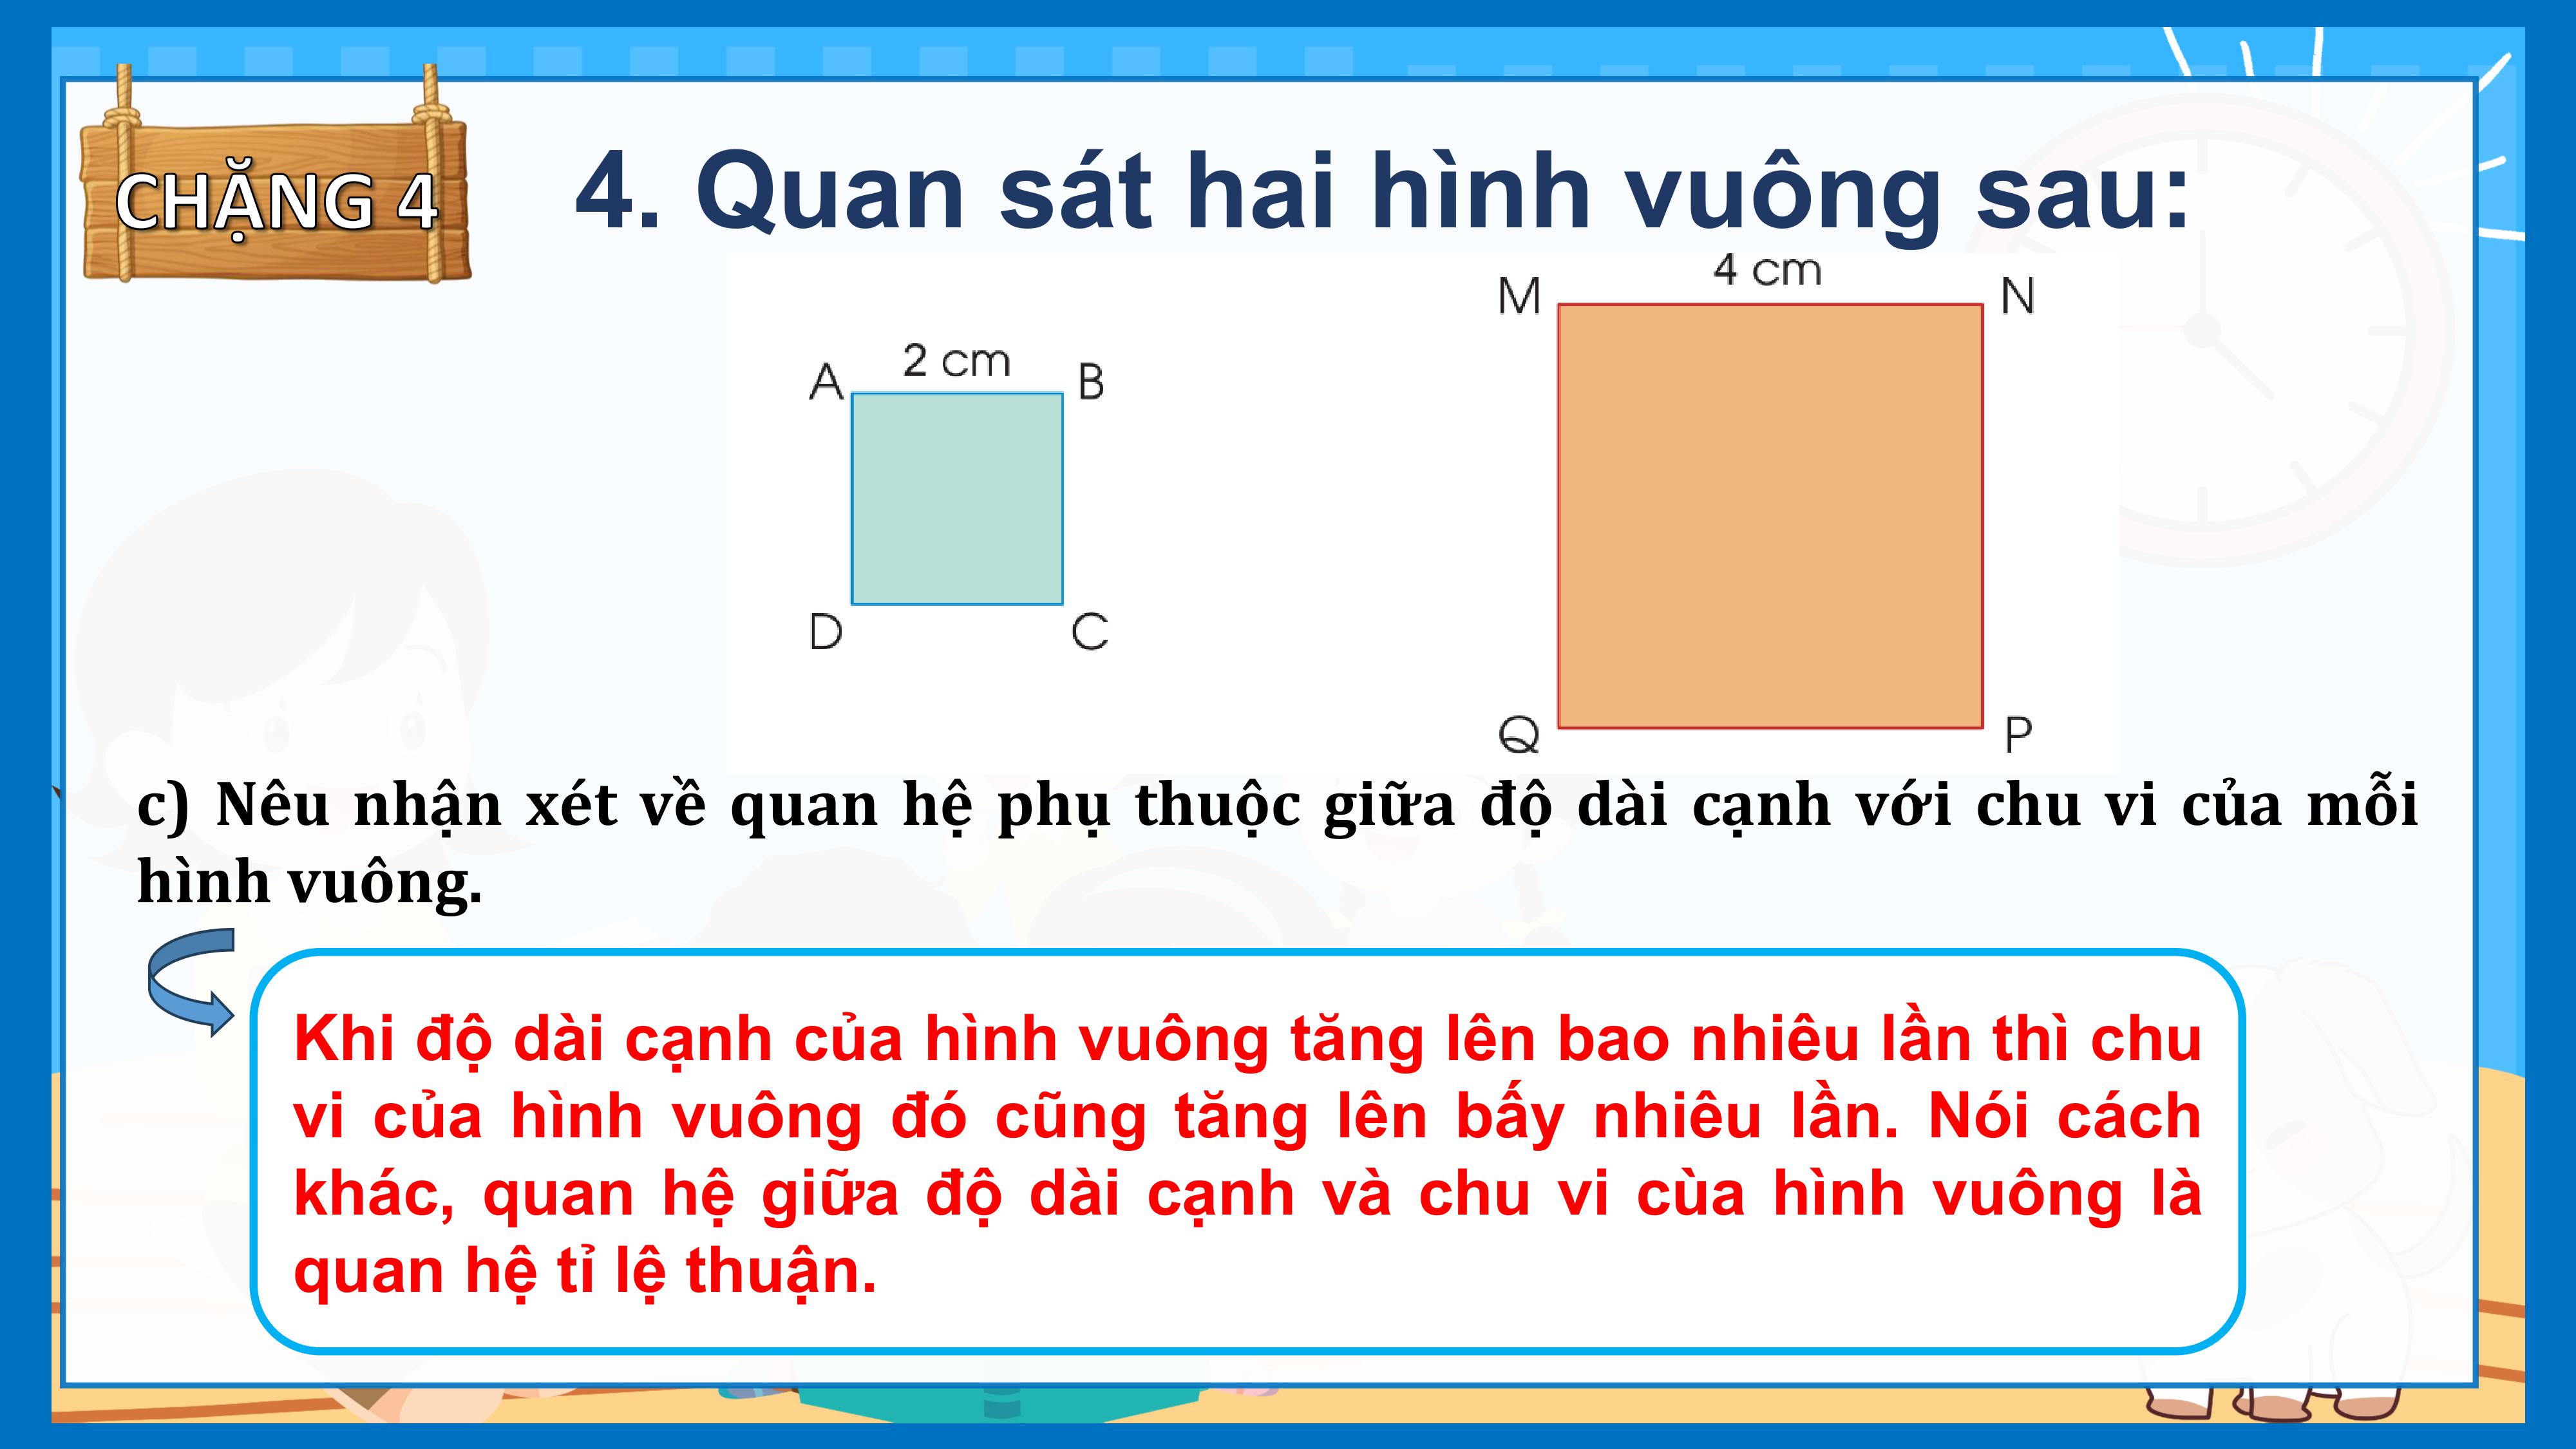 CHẶNG 4
4. Quan sát hai hình vuông sau:
4 cm
M
N
2 cm
A
B
D
C
Q
P
c) Nêu nhận xét về quan hệ phụ thuộc giữa độ dài cạnh với chu vi của mỗi
hình vuông.
Khi độ dài cạnh của hình vuông tăng lên bao nhiêu lần thì chu
vi của hình vuông đó cũng tăng lên bấy nhiêu lần. Nói cách
khác, quan hệ giữa độ dài cạnh và chu vi cùa hình vuông là
quan hệ tỉ lệ thuận.